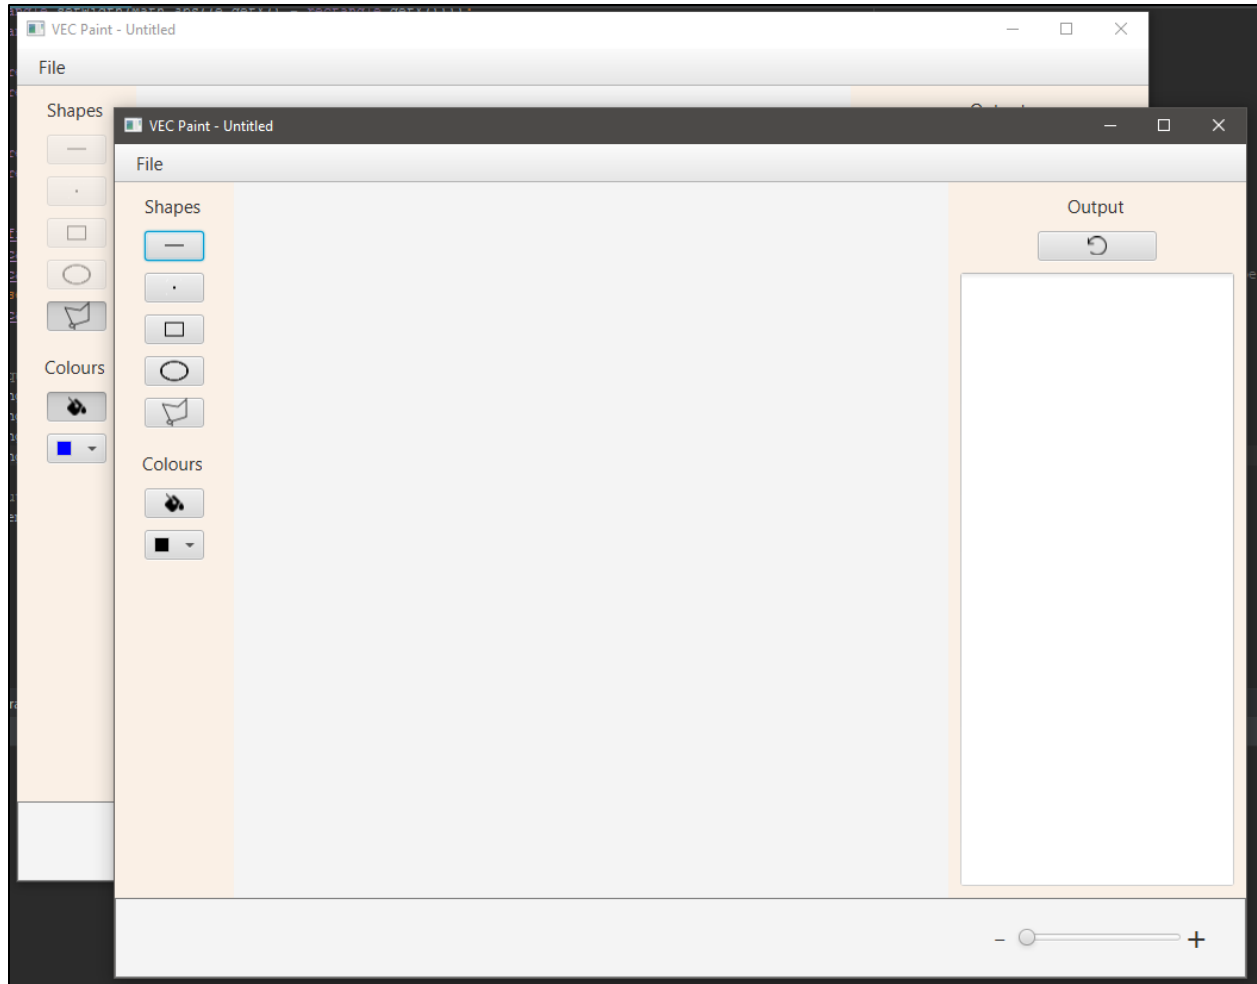 VEC Paint - Untitled
File
Shapes
Colours
VEC Paint - Untitled
File
Shapes
Colours
Output
-
+